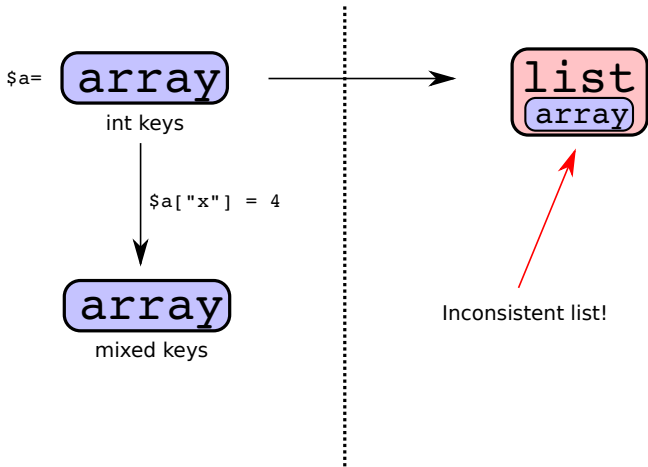 $a= array
int keys
$a["x"] = 4
array
mixed keys
list
array
Inconsistent list!